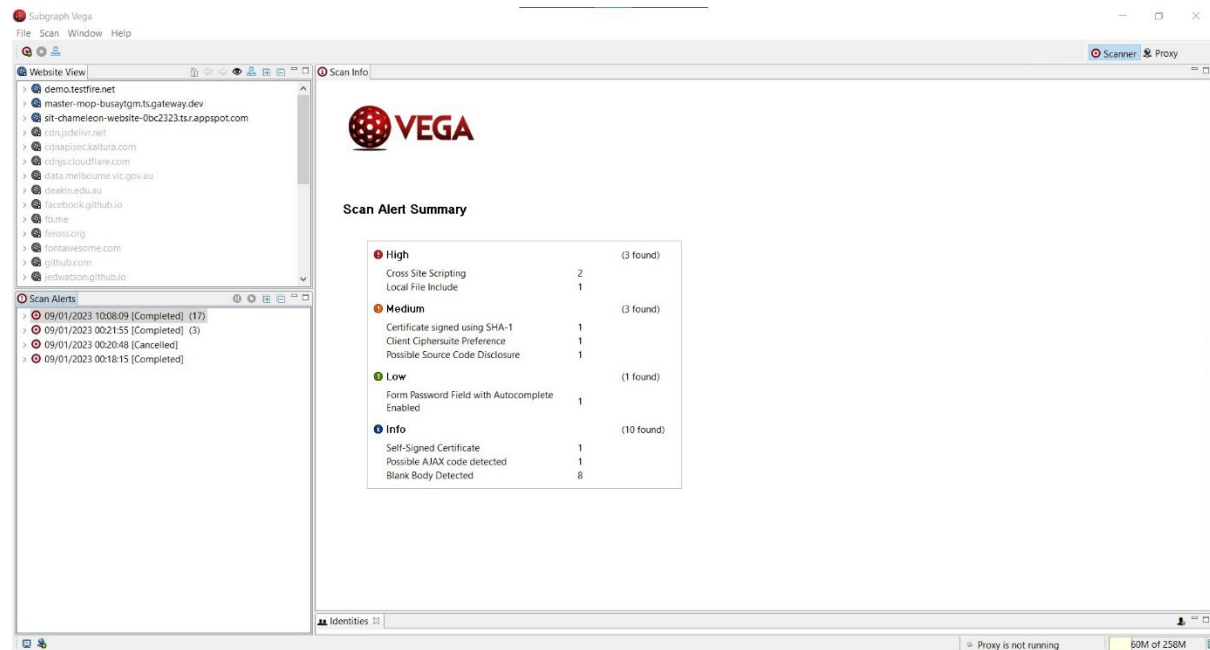 Subgraph Vega
File Scan Window Help
Scanner Proxy
Website View
demo.testfire.net
master-mop-busaytgm.ts.gateway.dev
sit-chameleon-website-0bc2323.ts.r.appspot.com
cdn.jsdelivr.net
cdnapisec.kaltura.com
cdnjs.cloudflare.com
data.melbourne.vic.gov.au
deakin.edu.au
facebook.github.io
fb.me
feross.org
fontawesome.com
github.com
jedwatson.github.io
Scan Alerts
09/01/2023 10:08:09 [Completed] (17)
09/01/2023 00:21:55 [Completed] (3)
09/01/2023 00:20:48 [Cancelled]
09/01/2023 00:18:15 [Completed]
Scan Info
VEGA
Scan Alert Summary
High (3 found)
Cross Site Scripting 2
Local File Include 1
Medium (3 found)
Certificate signed using SHA-1 1
Client Ciphersuite Preference 1
Possible Source Code Disclosure 1
Low (1 found)
Form Password Field with Autocomplete
Enabled 1
Info (10 found)
Self-Signed Certificate 1
Possible AJAX code detected 1
Blank Body Detected 8
Identities
Proxy is not running 60M of 258M